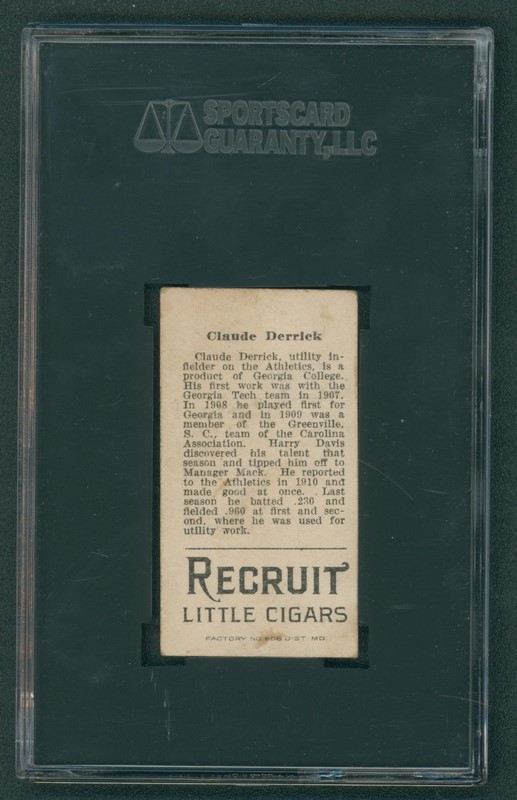 SPORTSCARD
GUARANTY, LLC
Claude Derrick
Claude Derrick, utility in-
fielder on the Athletics, is a
product of Georgia College.
His first work was with the
Georgia Tech team in 1907.
In 1908 he played first for
Georgia and in 1909 was a
member of the Greenville,
S. C., team of the Carolina
Association. Harry Davis
discovered his talent that
season and tipped him off to
Manager Mack. He reported
to the Athletics in 1910 and
made good at once. Last
season he batted .230 and
fielded .960 at first and sec-
ond, where he was used for
utility work.
RECRUIT
LITTLE CIGARS
FACTORY No 606 DIST. MD